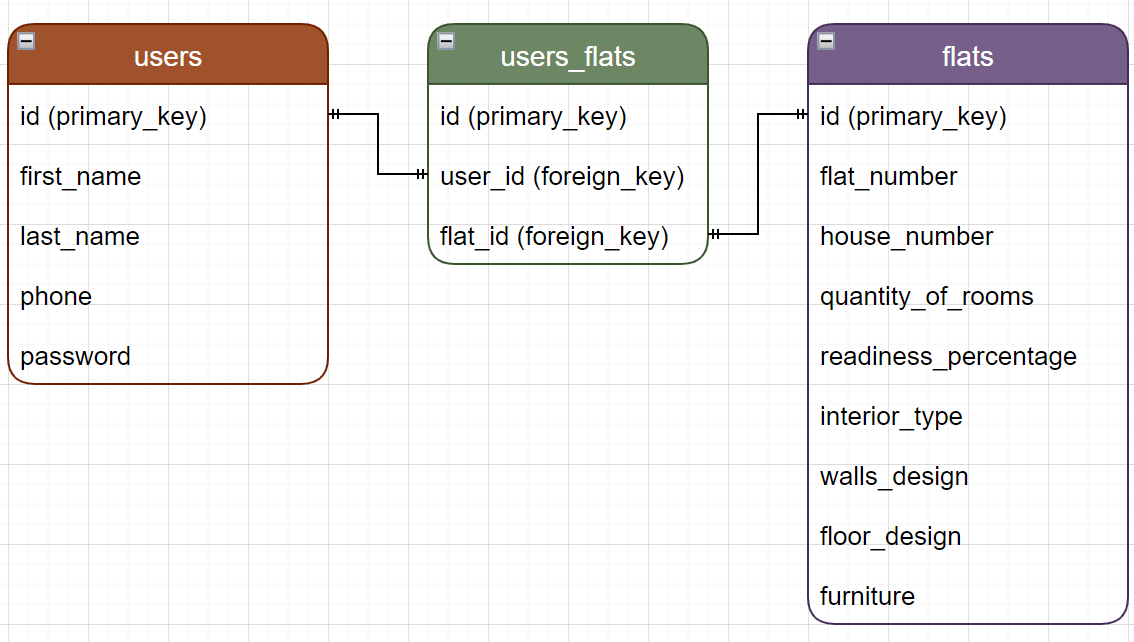 users
id (primary_key)
first_name
last_name
phone
password
users_flats
id (primary_key)
user_id (foreign_key)
flat_id (foreign_key)
flats
id (primary_key)
flat_number
house_number
quantity_of_rooms
readiness_percentage
interior_type
walls_design
floor_design
furniture